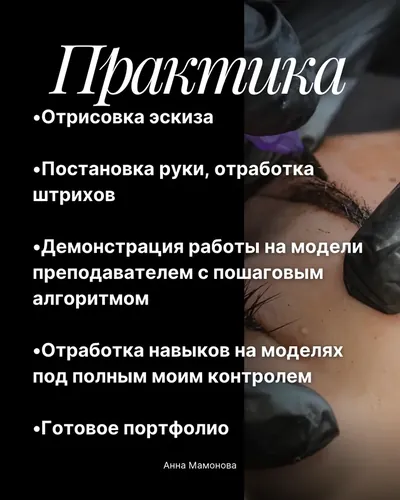 Практика
•Отрисовка эскиза
•Постановка руки, отработка
штрихов
•Демонстрация работы на модели
преподавателем с пошаговым
алгоритмом
•Отработка навыков на моделях
под полным моим контролем
•Готовое портфолио
Анна Мамонова